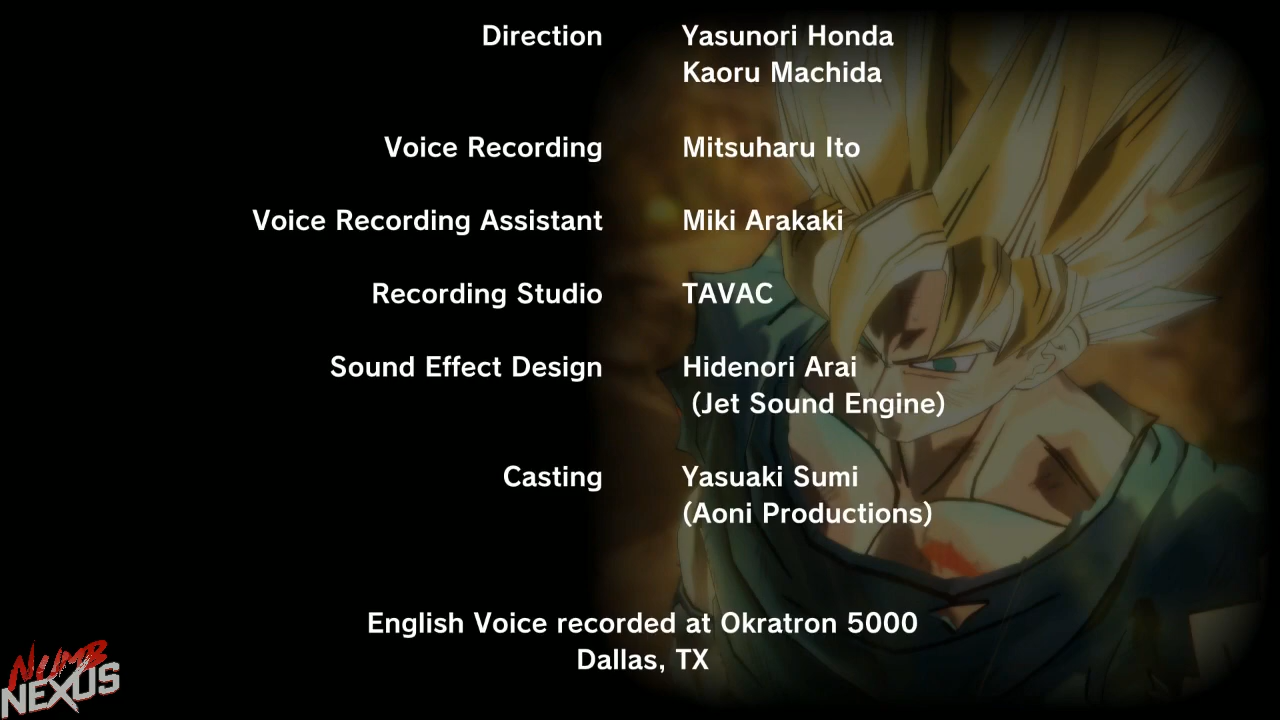 Direction Yasunori Honda
Kaoru Machida
Voice Recording Mitsuharu Ito
Voice Recording Assistant Miki Arakaki
Recording Studio TAVAC
Sound Effect Design Hidenori Arai
(Jet Sound Engine)
Casting Yasuaki Sumi
(Aoni Productions)
English Voice recorded at Okratron 5000
Dallas, TX
NUMB
NEXUS